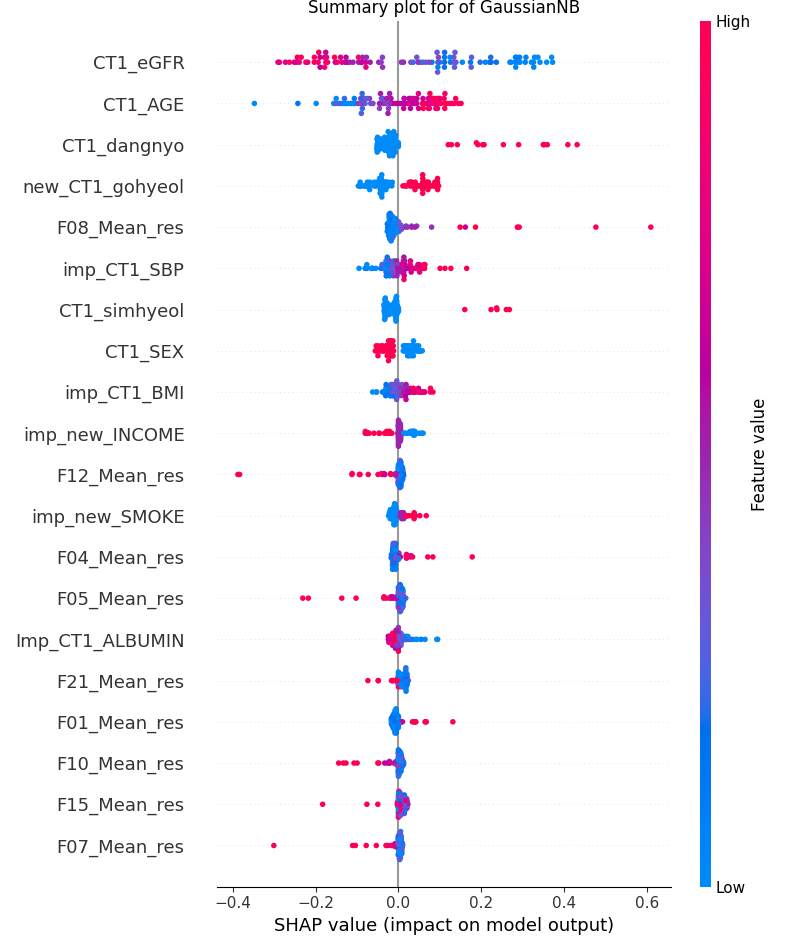 Summary plot for of GaussianNB
High
CT1_eGFR
CT1_AGE
CT1_dangnyo
new_CT1_gohyeol
F08_Mean_res
imp_CT1_SBP
CT1_simhyeol
CT1_SEX
imp_CT1_BMI
imp_new_INCOME
F12_Mean_res
imp_new_SMOKE
F04_Mean_res
F05_Mean_res
Imp_CT1_ALBUMIN
F21_Mean_res
F01_Mean_res
F10_Mean_res
F15_Mean_res
F07_Mean_res
Feature value
Low
−0.4 −0.2 0.0 0.2 0.4 0.6
SHAP value (impact on model output)